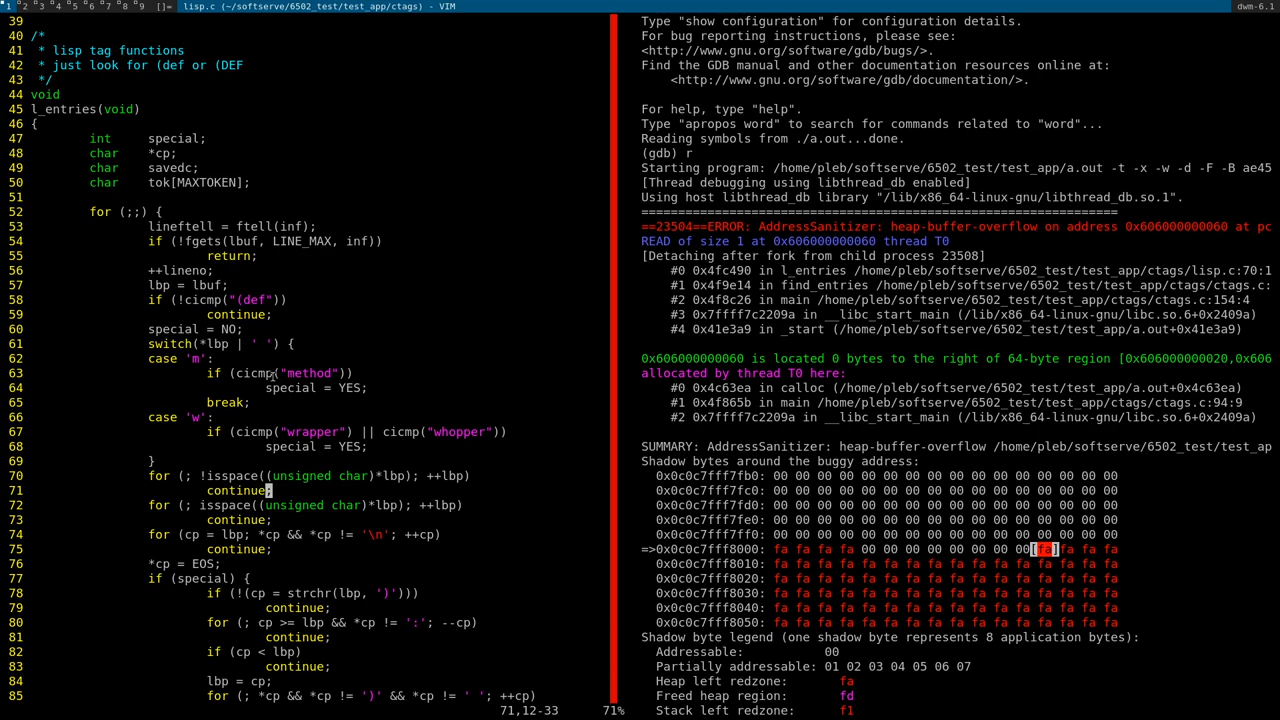 1 2 3 4 5 6 7 8 9 []= lisp.c (~/softserve/6502_test/test_app/ctags) - VIM dwm-6.1
39
40 /*
41  * lisp tag functions
42  * just look for (def or (DEF
43  */
44 void
45 l_entries(void)
46 {
47         int     special;
48         char    *cp;
49         char    savedc;
50         char    tok[MAXTOKEN];
51
52         for (;;) {
53                 lineftell = ftell(inf);
54                 if (!fgets(lbuf, LINE_MAX, inf))
55                         return;
56                 ++lineno;
57                 lbp = lbuf;
58                 if (!cicmp("(def"))
59                         continue;
60                 special = NO;
61                 switch(*lbp | ' ') {
62                 case 'm':
63                         if (cicmp("method"))
64                                 special = YES;
65                         break;
66                 case 'w':
67                         if (cicmp("wrapper") || cicmp("whopper"))
68                                 special = YES;
69                 }
70                 for (; !isspace((unsigned char)*lbp); ++lbp)
71                         continue;
72                 for (; isspace((unsigned char)*lbp); ++lbp)
73                         continue;
74                 for (cp = lbp; *cp && *cp != '\n'; ++cp)
75                         continue;
76                 *cp = EOS;
77                 if (special) {
78                         if (!(cp = strchr(lbp, ')')))
79                                 continue;
80                         for (; cp >= lbp && *cp != ':'; --cp)
81                                 continue;
82                         if (cp < lbp)
83                                 continue;
84                         lbp = cp;
85                         for (; *cp && *cp != ')' && *cp != ' '; ++cp)
71,12-33 71%
Type "show configuration" for configuration details.
For bug reporting instructions, please see:
<http://www.gnu.org/software/gdb/bugs/>.
Find the GDB manual and other documentation resources online at:
    <http://www.gnu.org/software/gdb/documentation/>.

For help, type "help".
Type "apropos word" to search for commands related to "word"...
Reading symbols from ./a.out...done.
(gdb) r
Starting program: /home/pleb/softserve/6502_test/test_app/a.out -t -x -w -d -F -B ae45
[Thread debugging using libthread_db enabled]
Using host libthread_db library "/lib/x86_64-linux-gnu/libthread_db.so.1".
=================================================================
==23504==ERROR: AddressSanitizer: heap-buffer-overflow on address 0x606000000060 at pc
READ of size 1 at 0x606000000060 thread T0
[Detaching after fork from child process 23508]
    #0 0x4fc490 in l_entries /home/pleb/softserve/6502_test/test_app/ctags/lisp.c:70:1
    #1 0x4f9e14 in find_entries /home/pleb/softserve/6502_test/test_app/ctags/ctags.c:
    #2 0x4f8c26 in main /home/pleb/softserve/6502_test/test_app/ctags/ctags.c:154:4
    #3 0x7ffff7c2209a in __libc_start_main (/lib/x86_64-linux-gnu/libc.so.6+0x2409a)
    #4 0x41e3a9 in _start (/home/pleb/softserve/6502_test/test_app/a.out+0x41e3a9)

0x606000000060 is located 0 bytes to the right of 64-byte region [0x606000000020,0x606
allocated by thread T0 here:
    #0 0x4c63ea in calloc (/home/pleb/softserve/6502_test/test_app/a.out+0x4c63ea)
    #1 0x4f865b in main /home/pleb/softserve/6502_test/test_app/ctags/ctags.c:94:9
    #2 0x7ffff7c2209a in __libc_start_main (/lib/x86_64-linux-gnu/libc.so.6+0x2409a)

SUMMARY: AddressSanitizer: heap-buffer-overflow /home/pleb/softserve/6502_test/test_ap
Shadow bytes around the buggy address:
  0x0c0c7fff7fb0: 00 00 00 00 00 00 00 00 00 00 00 00 00 00 00 00
  0x0c0c7fff7fc0: 00 00 00 00 00 00 00 00 00 00 00 00 00 00 00 00
  0x0c0c7fff7fd0: 00 00 00 00 00 00 00 00 00 00 00 00 00 00 00 00
  0x0c0c7fff7fe0: 00 00 00 00 00 00 00 00 00 00 00 00 00 00 00 00
  0x0c0c7fff7ff0: 00 00 00 00 00 00 00 00 00 00 00 00 00 00 00 00
=>0x0c0c7fff8000: fa fa fa fa 00 00 00 00 00 00 00 00[fa]fa fa fa
  0x0c0c7fff8010: fa fa fa fa fa fa fa fa fa fa fa fa fa fa fa fa
  0x0c0c7fff8020: fa fa fa fa fa fa fa fa fa fa fa fa fa fa fa fa
  0x0c0c7fff8030: fa fa fa fa fa fa fa fa fa fa fa fa fa fa fa fa
  0x0c0c7fff8040: fa fa fa fa fa fa fa fa fa fa fa fa fa fa fa fa
  0x0c0c7fff8050: fa fa fa fa fa fa fa fa fa fa fa fa fa fa fa fa
Shadow byte legend (one shadow byte represents 8 application bytes):
  Addressable:           00
  Partially addressable: 01 02 03 04 05 06 07
  Heap left redzone:       fa
  Freed heap region:       fd
  Stack left redzone:      f1